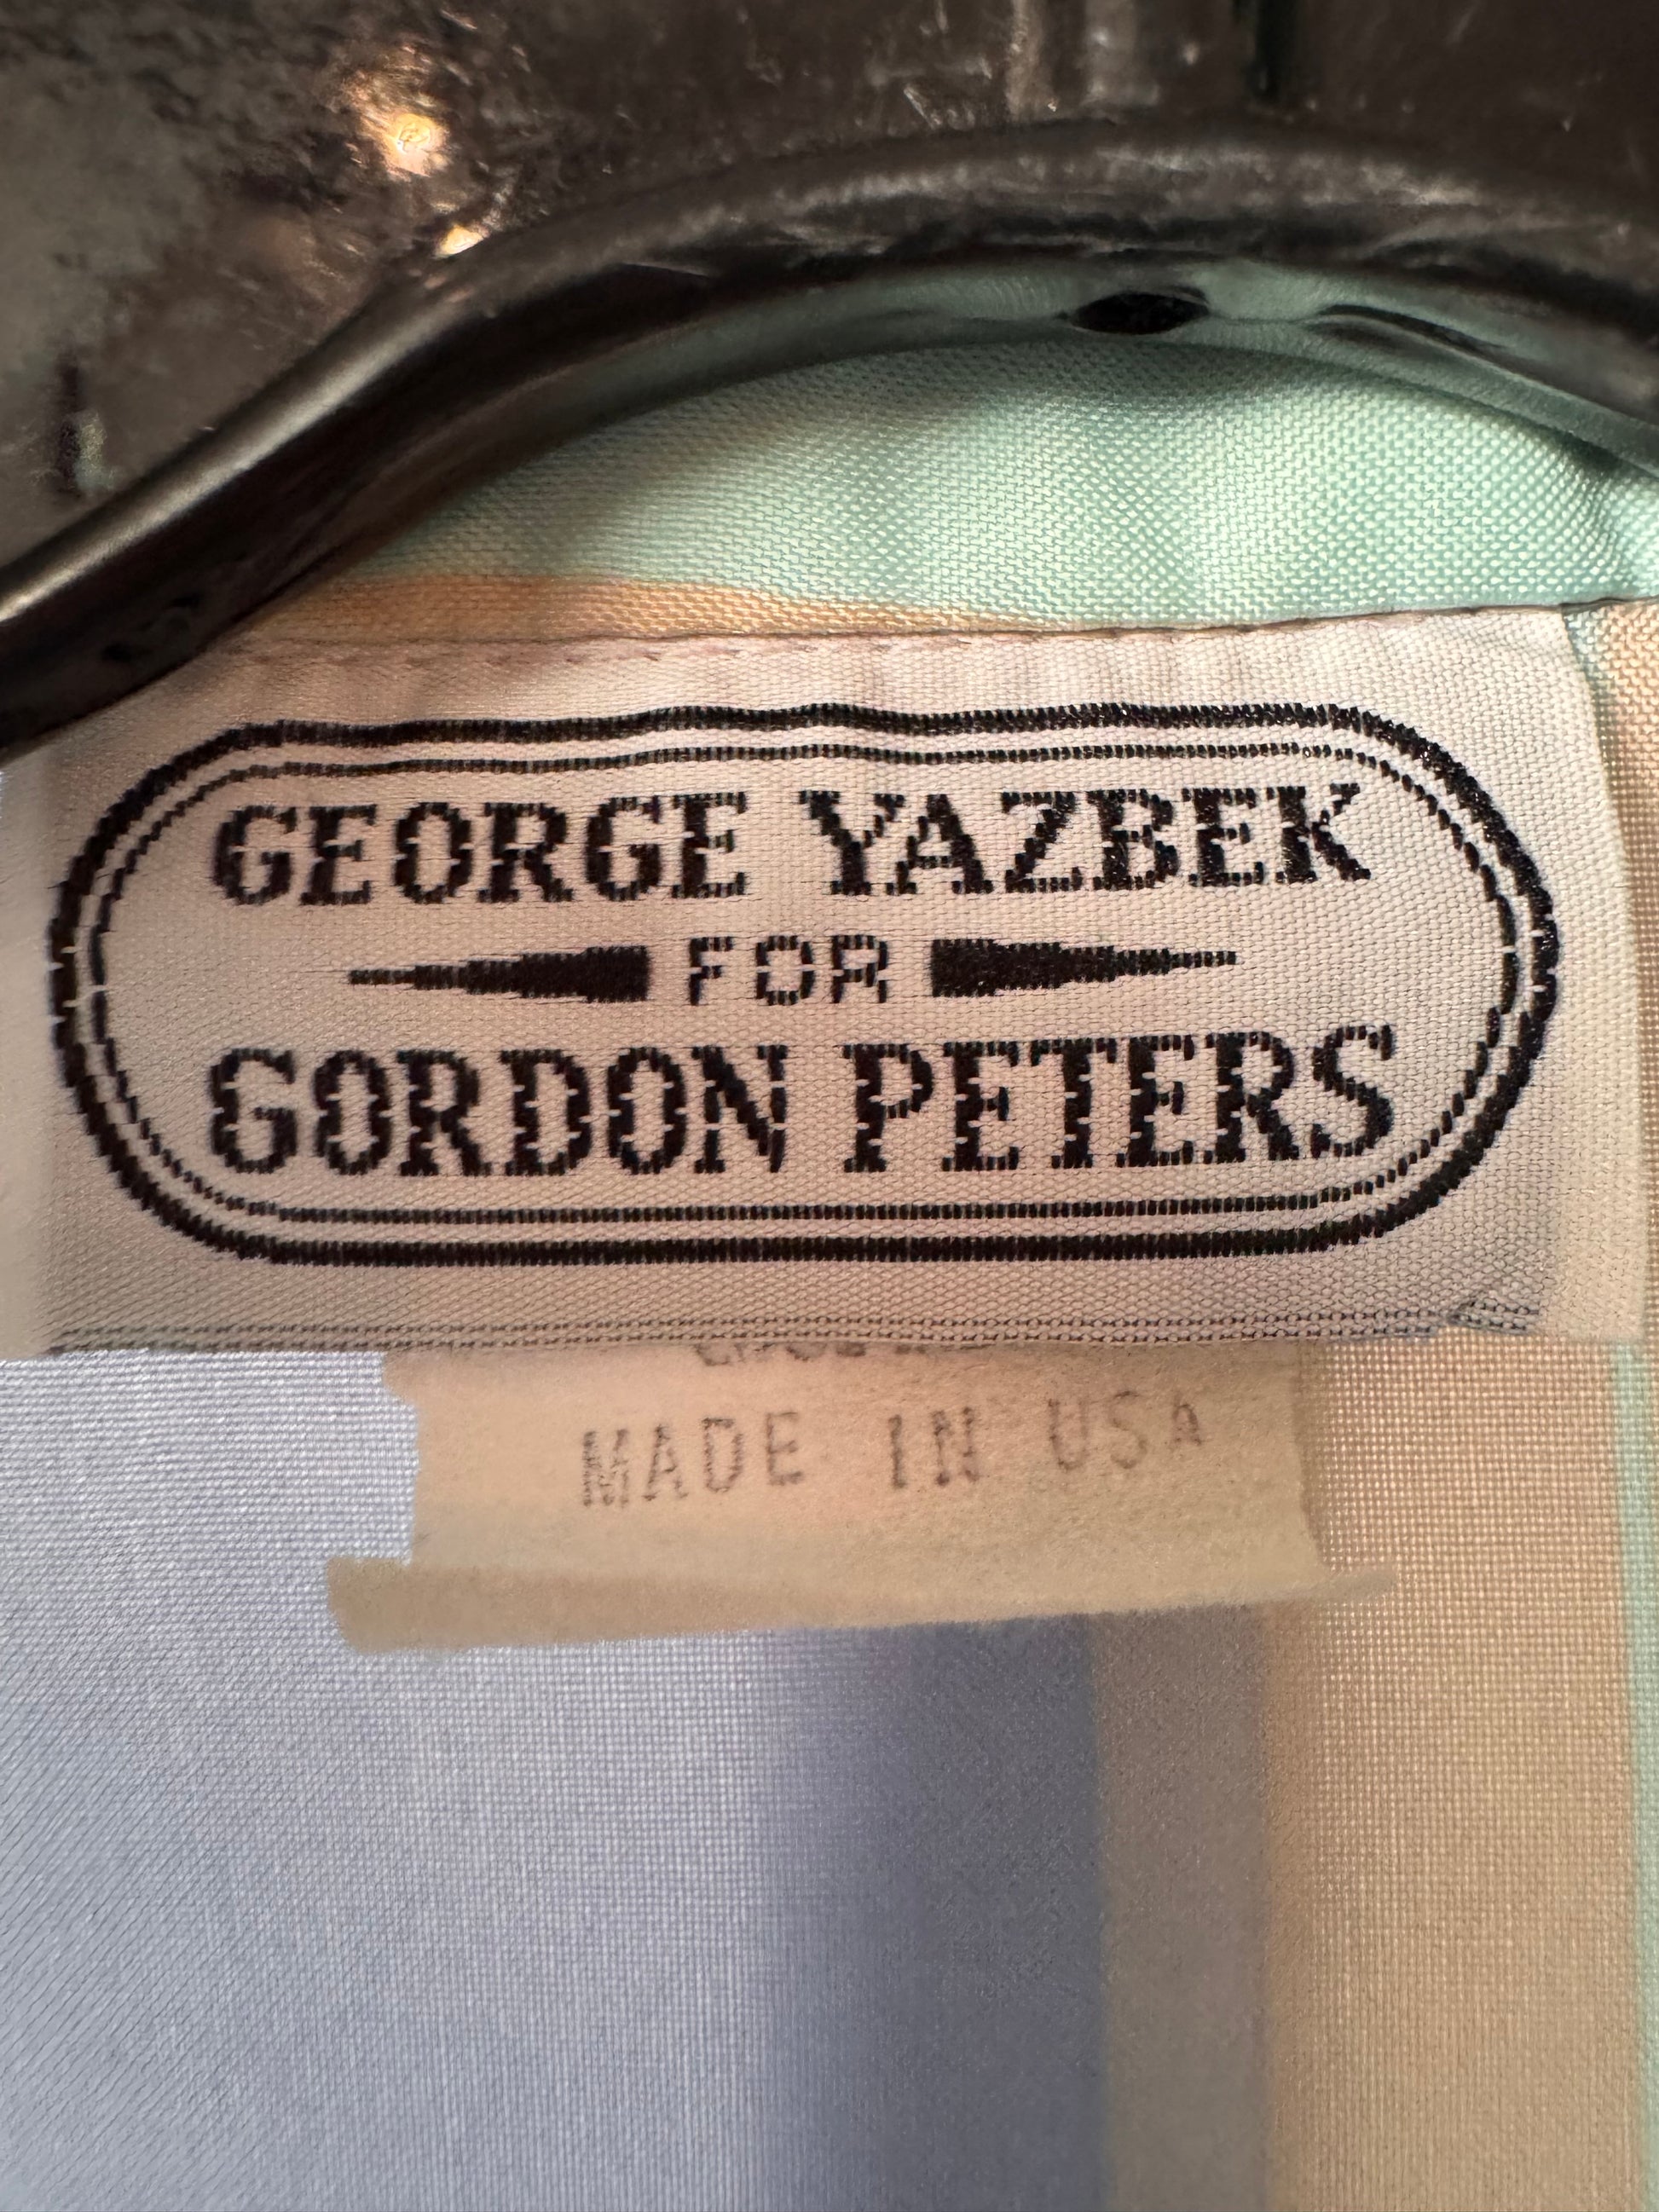 GEORGE YAZBEK
FOR
GORDON PETERS
MADE IN USA